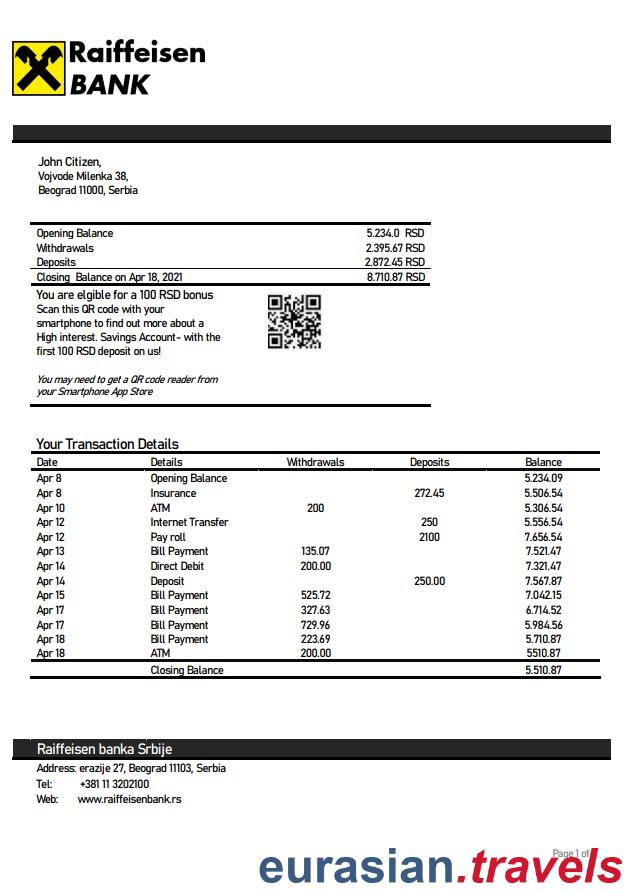 Raiffeisen
BANK
John Citizen,
Vojvode Milenka 38,
Beograd 11000, Serbia
Opening Balance 5.234.0 RSD
Withdrawals 2.395.67 RSD
Deposits 2.872.45 RSD
Closing Balance on Apr 18, 2021 8.710.87 RSD
You are elgible for a 100 RSD bonus
Scan this QR code with your
smartphone to find out more about a
High interest. Savings Account- with the
first 100 RSD deposit on us!
You may need to get a QR code reader from
your Smartphone App Store
Your Transaction Details
Date Details Withdrawals Deposits Balance
Apr 8 Opening Balance 5.234.09
Apr 8 Insurance 272.45 5.506.54
Apr 10 ATM 200 5.306.54
Apr 12 Internet Transfer 250 5.556.54
Apr 12 Pay roll 2100 7.656.54
Apr 13 Bill Payment 135.07 7.521.47
Apr 14 Direct Debit 200.00 7.321.47
Apr 14 Deposit 250.00 7.567.87
Apr 15 Bill Payment 525.72 7.042.15
Apr 17 Bill Payment 327.63 6.714.52
Apr 17 Bill Payment 729.96 5.984.56
Apr 18 Bill Payment 223.69 5.710.87
Apr 18 ATM 200.00 5510.87
Closing Balance 5.510.87
Raiffeisen banka Srbije
Address: erazije 27, Beograd 11103, Serbia
Tel: +381 11 3202100
Web: www.raiffeisenbank.rs
Page 1 of
eurasian.travels